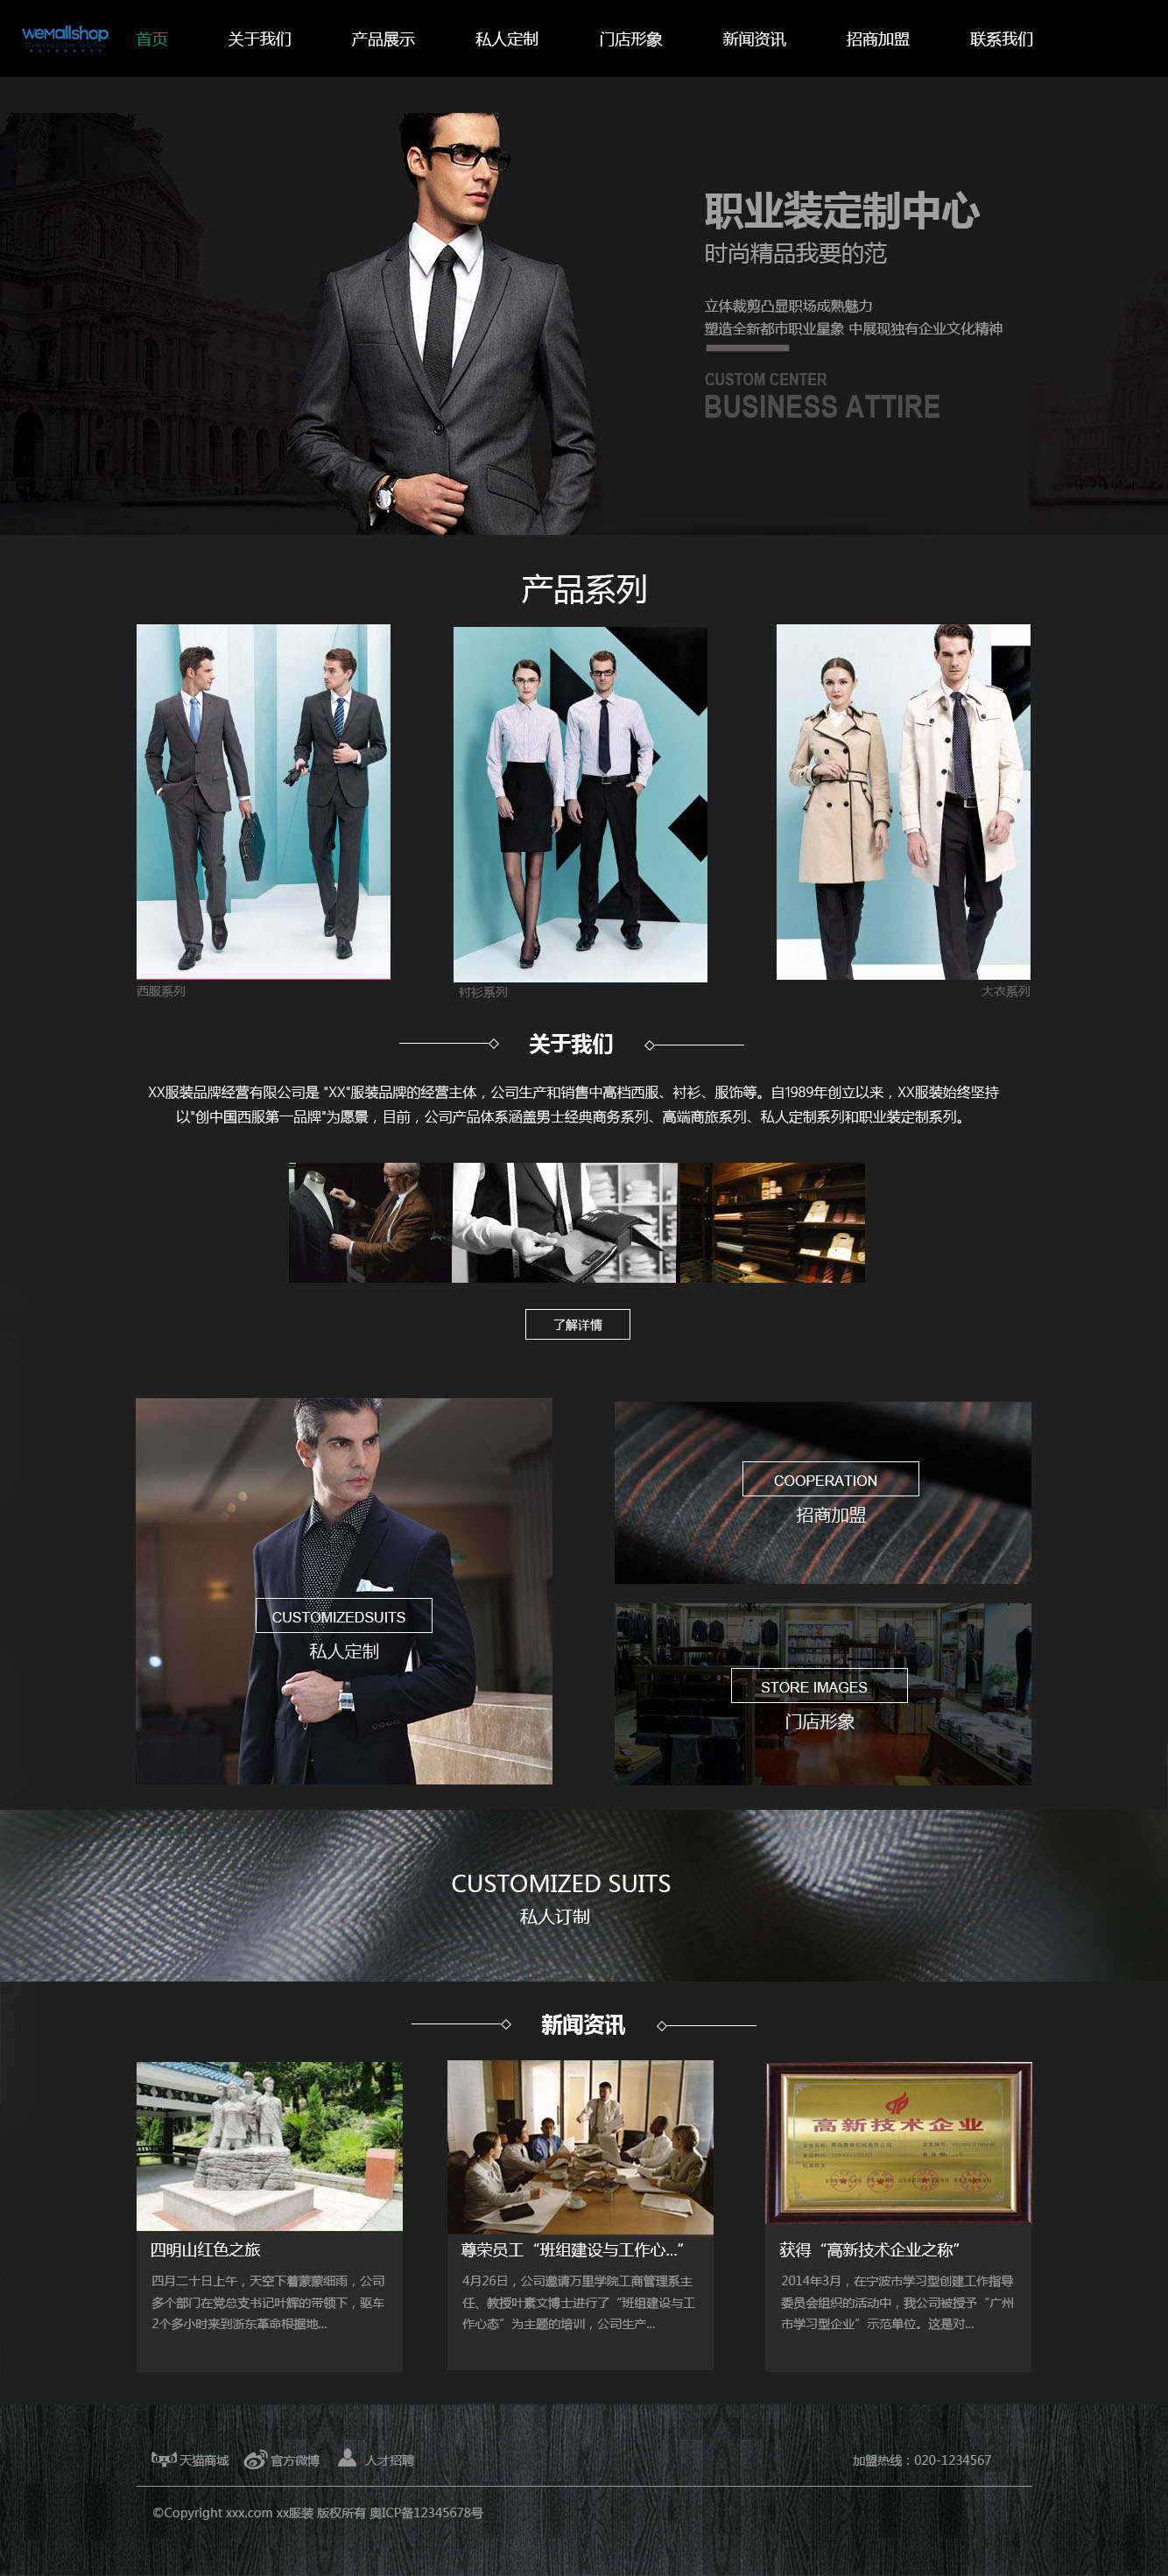 wemallshop
首页 关于我们 产品展示 私人定制 门店形象 新闻资讯 招商加盟 联系我们
职业装定制中心
时尚精品我要的范
立体裁剪凸显职场成熟魅力
塑造全新都市职业星象 中展现独有企业文化精神
CUSTOM CENTER
BUSINESS ATTIRE
产品系列
西服系列
衬衫系列
大衣系列
关于我们
XX服装品牌经营有限公司是 "XX"服装品牌的经营主体，公司生产和销售中高档西服、衬衫、服饰等。自1989年创立以来，XX服装始终坚持
以"创中国西服第一品牌"为愿景，目前，公司产品体系涵盖男士经典商务系列、高端商旅系列、私人定制系列和职业装定制系列。
了解详情
CUSTOMIZEDSUITS
私人定制
COOPERATION
招商加盟
STORE IMAGES
门店形象
CUSTOMIZED SUITS
私人订制
新闻资讯
四明山红色之旅
四月二十日上午，天空下着蒙蒙细雨，公司
多个部门在党总支书记叶辉的带领下，驱车
2个多小时来到浙东革命根据地...
尊荣员工“班组建设与工作心...”
4月26日，公司邀请万里学院工商管理系主
任、教授叶素文博士进行了“班组建设与工
作心态”为主题的培训，公司生产...
高新技术企业
获得“高新技术企业之称”
2014年3月，在宁波市学习型创建工作指导
委员会组织的活动中，我公司被授予“广州
市学习型企业”示范单位。这是对...
天猫商城 官方微博 人才招聘
加盟热线：020-1234567
©Copyright xxx.com xx服装 版权所有 奥ICP备12345678号